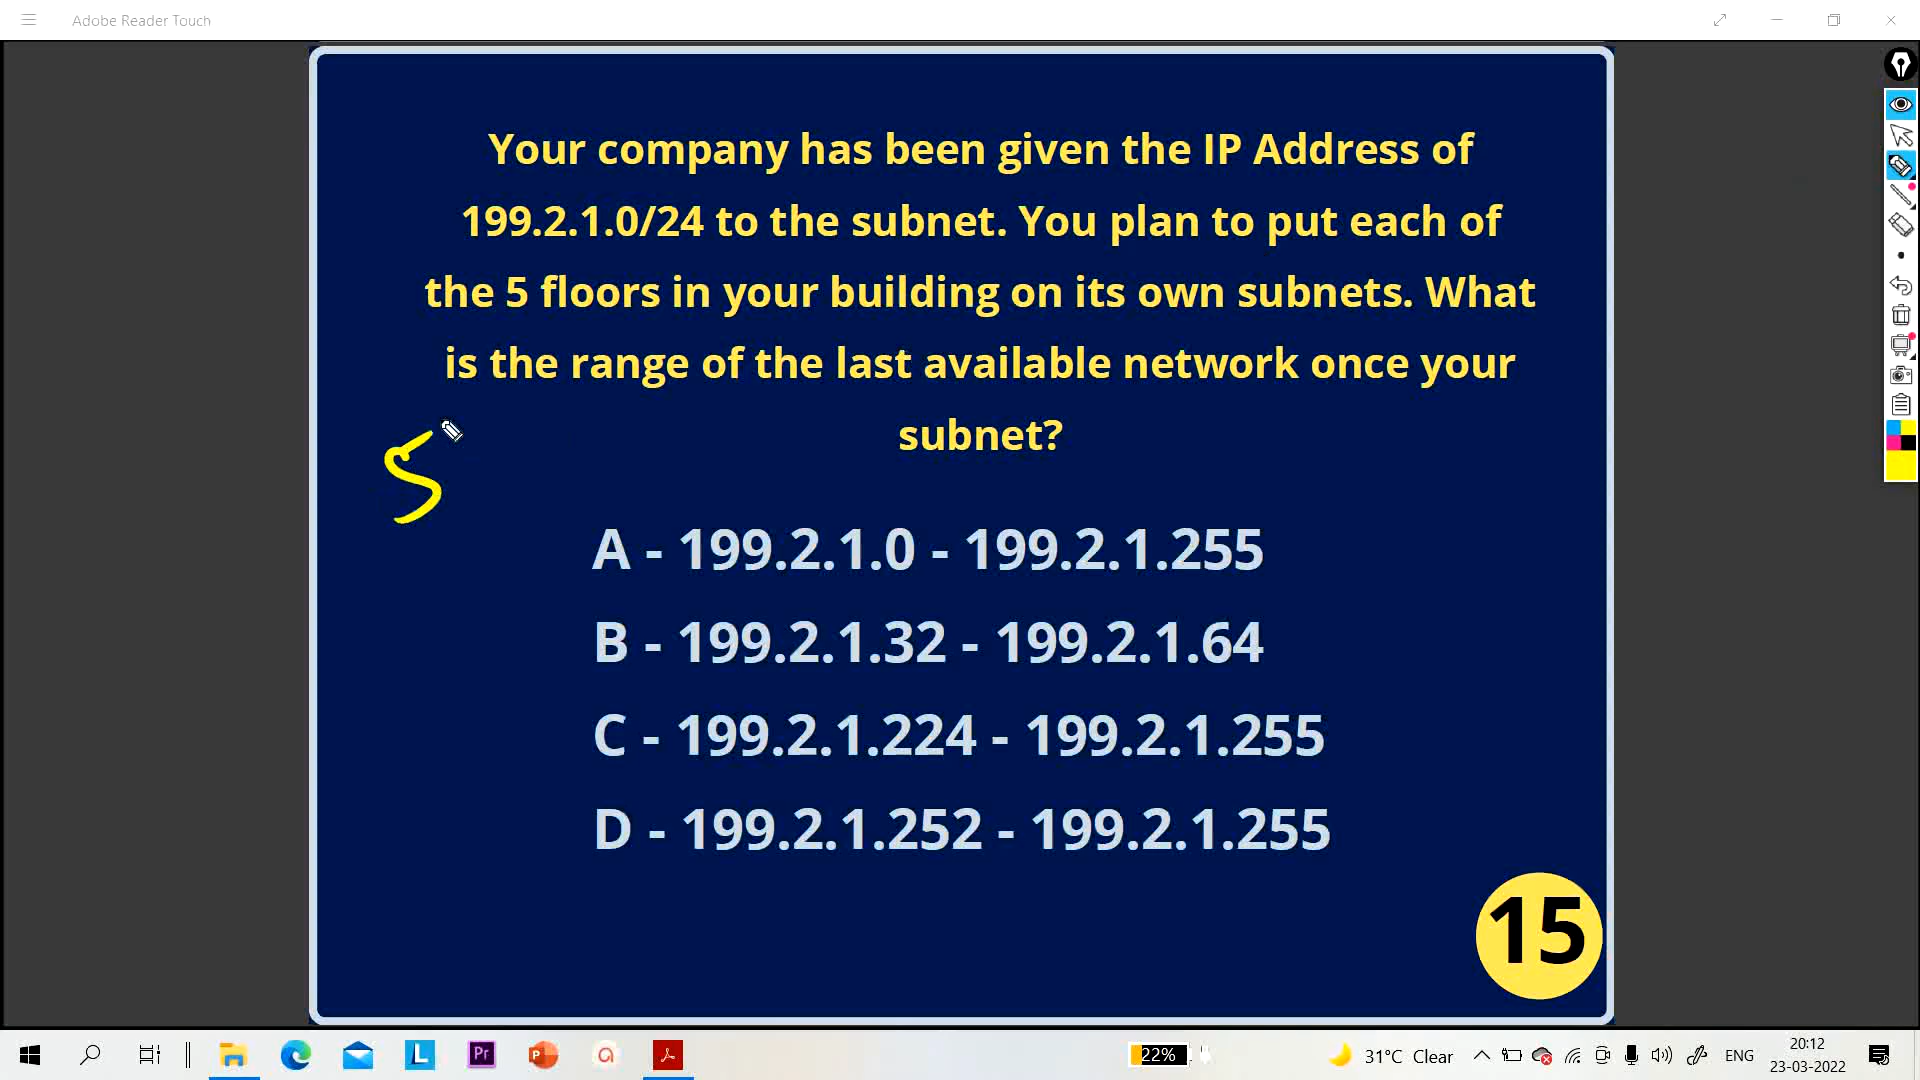 Adobe Reader Touch
Your company has been given the IP Address of
199.2.1.0/24 to the subnet. You plan to put each of
the 5 floors in your building on its own subnets. What
is the range of the last available network once your
subnet?
5
A - 199.2.1.0 - 199.2.1.255
B - 199.2.1.32 - 199.2.1.64
C - 199.2.1.224 - 199.2.1.255
D - 199.2.1.252 - 199.2.1.255
15
L
Pr
P
a
22%
31°C Clear
ENG
20:12
23-03-2022